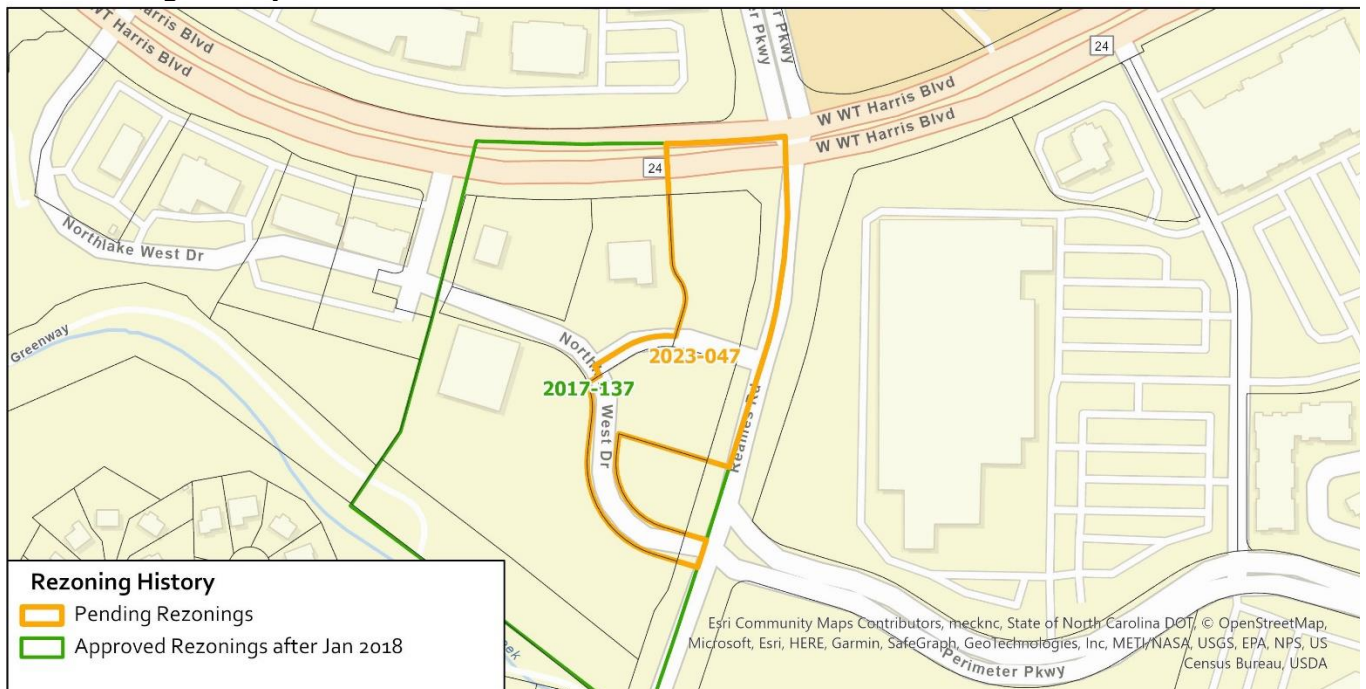 Harris Blvd
WT Harris Blvd
er Pkwy
er Pkwy
24
W WT Harris Blvd
W WT Harris Blvd
24
Northlake West Dr
Greenway
2023-047
2017-137
West Dr
Reames Rd
Perimeter Pkwy
Rezoning History
Pending Rezonings
Approved Rezonings after Jan 2018
Esri Community Maps Contributors, mecknc, State of North Carolina DOT, © OpenStreetMap,
Microsoft, Esri, HERE, Garmin, SafeGraph, GeoTechnologies, Inc, METI/NASA, USGS, EPA, NPS, US
Census Bureau, USDA